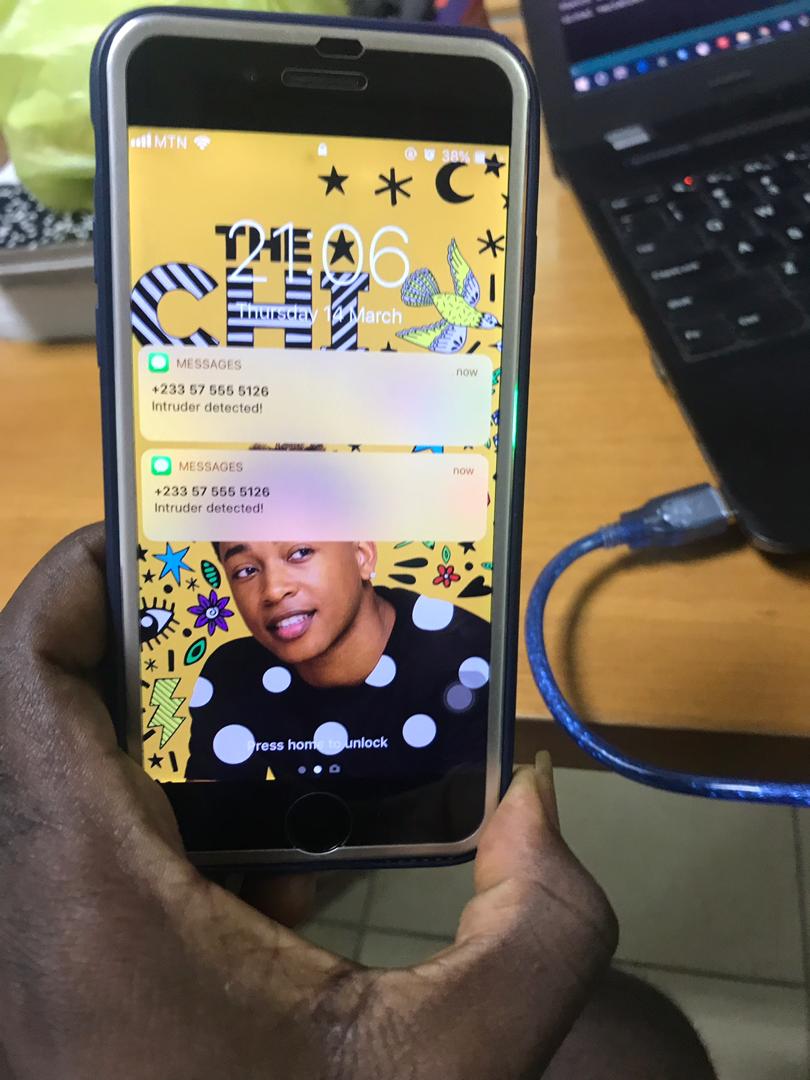 MTN
38%
THE
21:06
CHI
Thursday 14 March
MESSAGES
now
+233 57 555 5126
Intruder detected!
MESSAGES
now
+233 57 555 5126
Intruder detected!
Press home to unlock